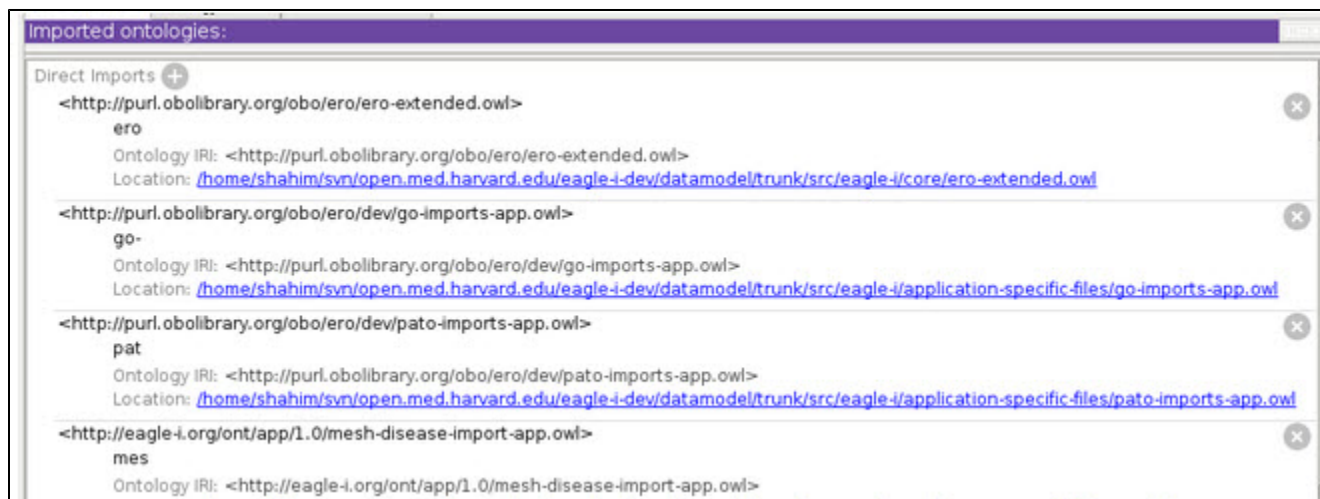 Imported ontologies:
Direct Imports
<http://purl.obolibrary.org/obo/ero/ero-extended.owl>
ero
Ontology IRI: <http://purl.obolibrary.org/obo/ero/ero-extended.owl>
Location: /home/shahim/svn/open.med.harvard.edu/eagle-i-dev/datamodel/trunk/src/eagle-i/core/ero-extended.owl
<http://purl.obolibrary.org/obo/ero/dev/go-imports-app.owl>
go-
Ontology IRI: <http://purl.obolibrary.org/obo/ero/dev/go-imports-app.owl>
Location: /home/shahim/svn/open.med.harvard.edu/eagle-i-dev/datamodel/trunk/src/eagle-i/application-specific-files/go-imports-app.owl
<http://purl.obolibrary.org/obo/ero/dev/pato-imports-app.owl>
pat
Ontology IRI: <http://purl.obolibrary.org/obo/ero/dev/pato-imports-app.owl>
Location: /home/shahim/svn/open.med.harvard.edu/eagle-i-dev/datamodel/trunk/src/eagle-i/application-specific-files/pato-imports-app.owl
<http://eagle-i.org/ont/app/1.0/mesh-disease-import-app.owl>
mes
Ontology IRI: <http://eagle-i.org/ont/app/1.0/mesh-disease-import-app.owl>